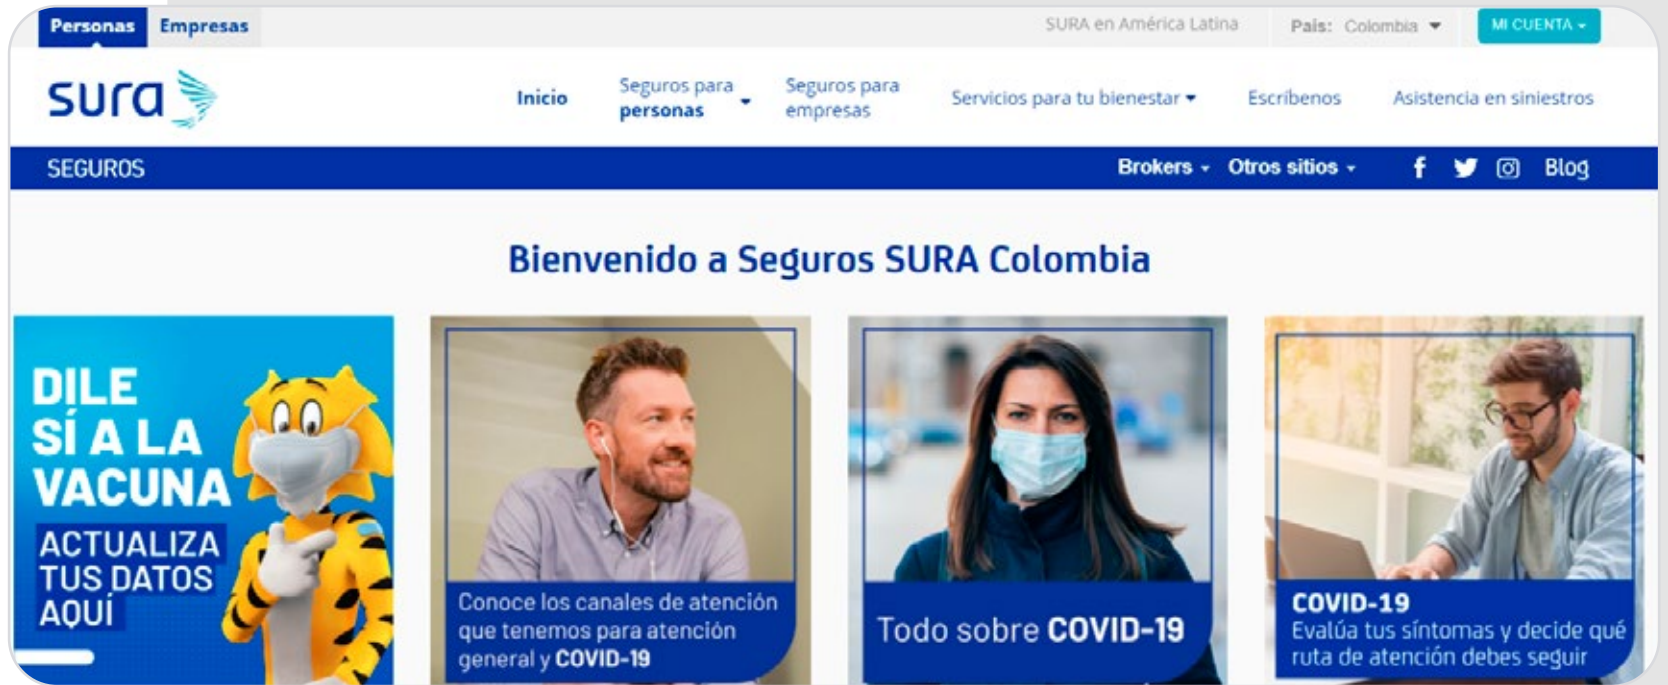 Personas Empresas SURA en América Latina País: Colombia MI CUENTA
sura Inicio Seguros para personas Seguros para empresas Servicios para tu bienestar Escríbenos Asistencia en siniestros
SEGUROS Brokers Otros sitios Blog
Bienvenido a Seguros SURA Colombia
DILE
SÍ A LA
VACUNA
ACTUALIZA
TUS DATOS
AQUÍ
Conoce los canales de atención
que tenemos para atención
general y COVID-19
Todo sobre COVID-19
COVID-19
Evalúa tus síntomas y decide qué
ruta de atención debes seguir